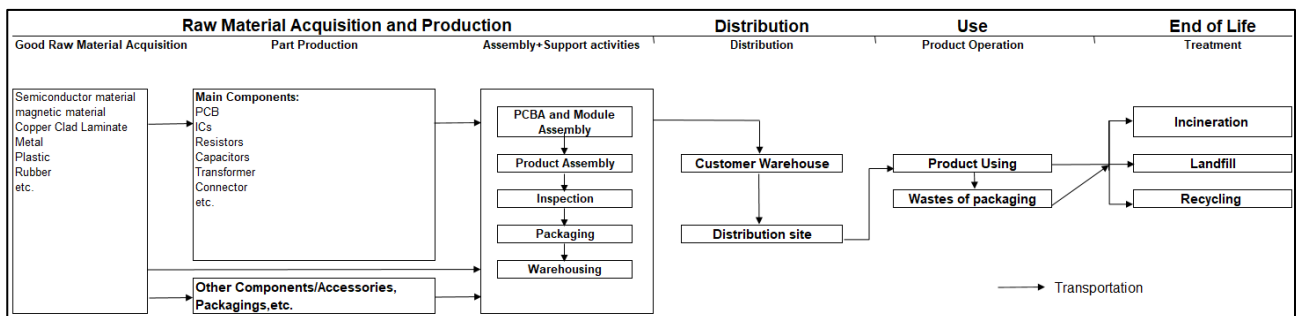 Raw Material Acquisition and Production
Distribution
Use
End of Life
Good Raw Material Acquisition
Part Production
Assembly+Support activities
Distribution
Product Operation
Treatment
Semiconductor material
magnetic material
Copper Clad Laminate
Metal
Plastic
Rubber
etc.
Main Components:
PCB
ICs
Resistors
Capacitors
Transformer
Connector
etc.
Other Components/Accessories,
Packagings,etc.
PCBA and Module
Assembly
Product Assembly
Inspection
Packaging
Warehousing
Customer Warehouse
Distribution site
Product Using
Wastes of packaging
Incineration
Landfill
Recycling
Transportation